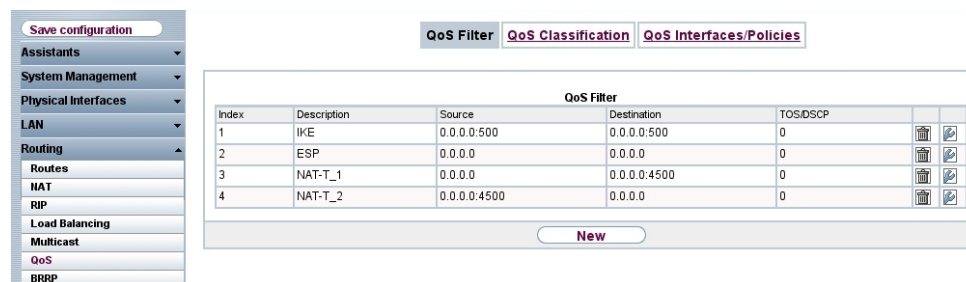 Save configuration
Assistants
System Management
Physical Interfaces
LAN
Routing
Routes
NAT
RIP
Load Balancing
Multicast
QoS
BRRP
QoS Filter QoS Classification QoS Interfaces/Policies
QoS Filter
Index Description Source Destination TOS/DSCP
1 IKE 0.0.0.0:500 0.0.0.0:500 0
2 ESP 0.0.0.0 0.0.0.0 0
3 NAT-T_1 0.0.0.0 0.0.0.0:4500 0
4 NAT-T_2 0.0.0.0:4500 0.0.0.0 0
New